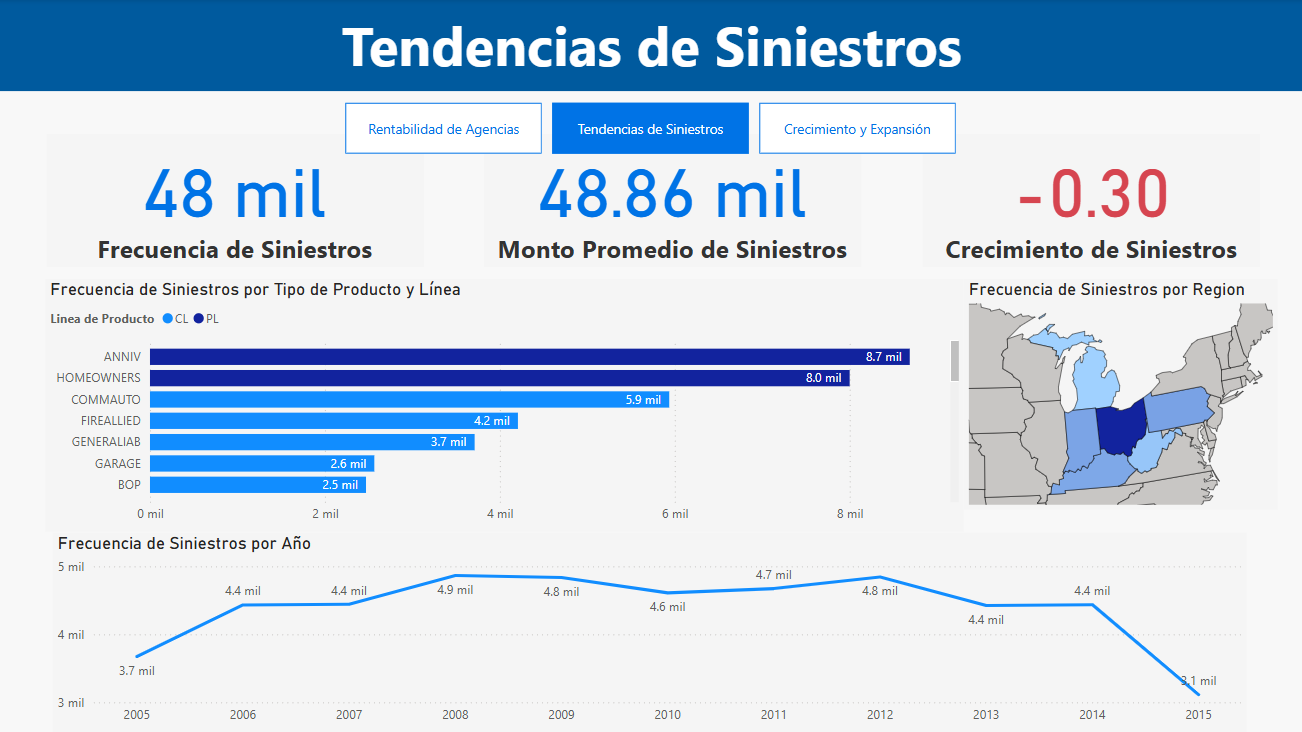 Tendencias de Siniestros
Rentabilidad de Agencias
Tendencias de Siniestros
Crecimiento y Expansión
48 mil
Frecuencia de Siniestros
48.86 mil
Monto Promedio de Siniestros
-0.30
Crecimiento de Siniestros
Frecuencia de Siniestros por Tipo de Producto y Línea
Linea de Producto CL PL
ANNIV 8.7 mil
HOMEOWNERS 8.0 mil
COMMAUTO 5.9 mil
FIREALLIED 4.2 mil
GENERALIAB 3.7 mil
GARAGE 2.6 mil
BOP 2.5 mil
0 mil 2 mil 4 mil 6 mil 8 mil
Frecuencia de Siniestros por Region
Frecuencia de Siniestros por Año
5 mil
4 mil
3 mil
3.7 mil
4.4 mil
4.4 mil
4.9 mil
4.8 mil
4.6 mil
4.7 mil
4.8 mil
4.4 mil
4.4 mil
3.1 mil
2005 2006 2007 2008 2009 2010 2011 2012 2013 2014 2015